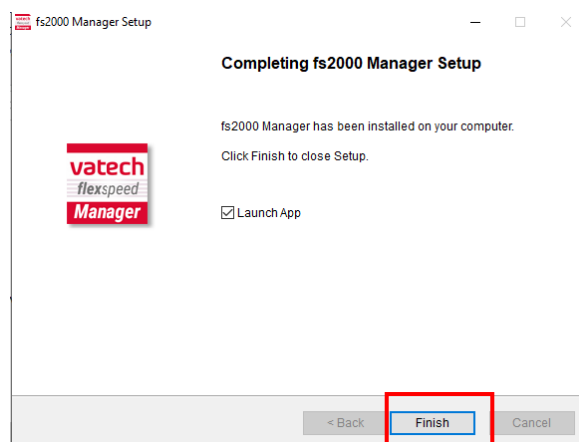 fs2000 Manager Setup
Completing fs2000 Manager Setup
fs2000 Manager has been installed on your computer.
Click Finish to close Setup.
vatech
flexspeed
Manager
Launch App
< Back
Finish
Cancel